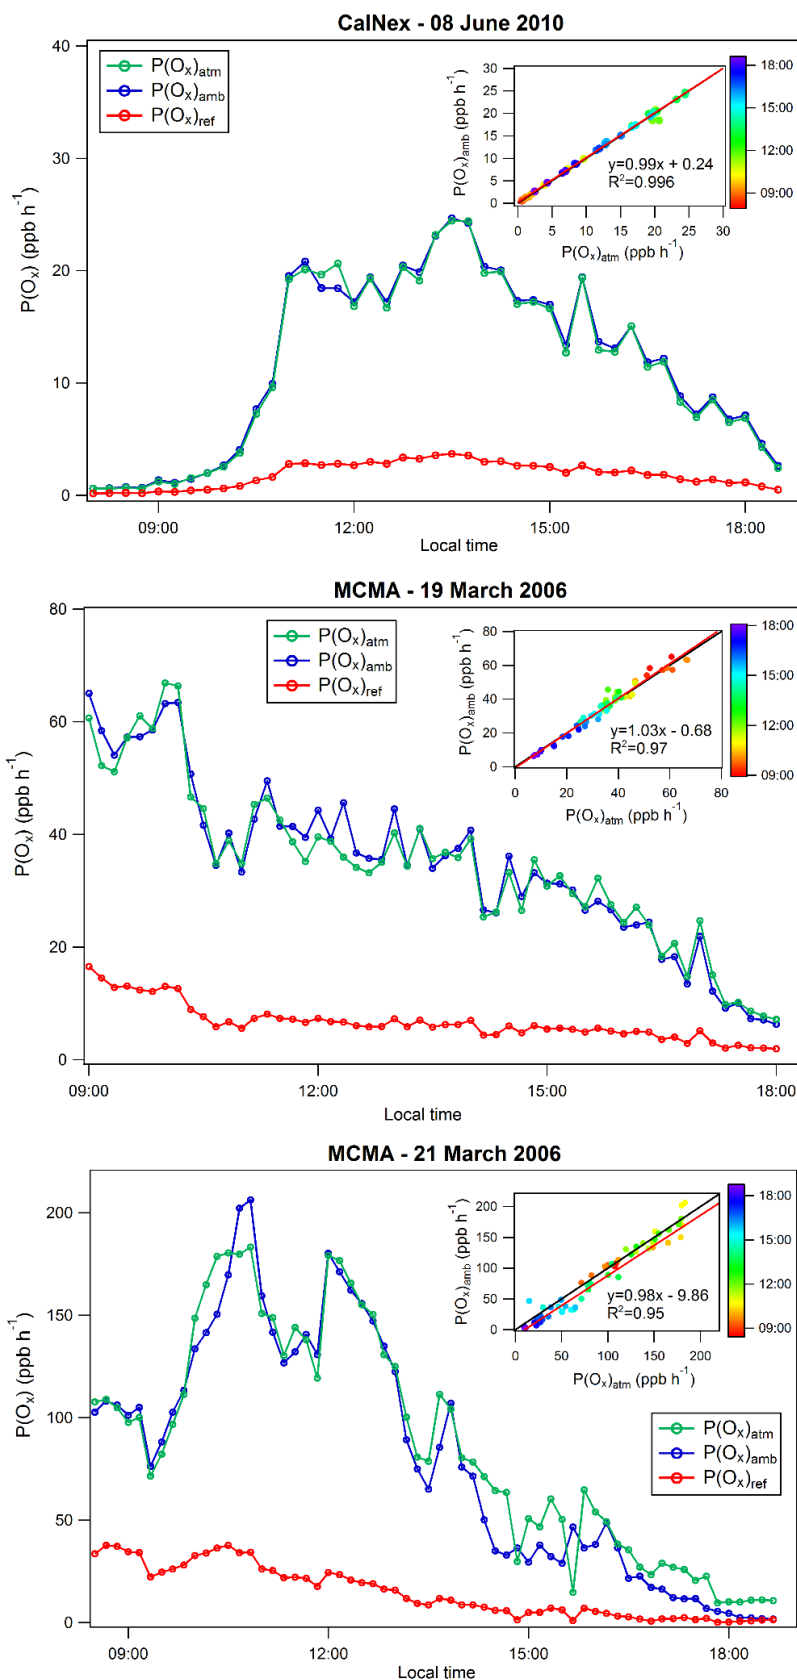 CalNex - 08 June 2010
40
30
20
10
0
P(Oₓ) (ppb h⁻¹)
P(Oₓ)atm
P(Oₓ)amb
P(Oₓ)ref
30
25
20
15
10
5
0
P(Oₓ)amb (ppb h⁻¹)
y=0.99x + 0.24
R²=0.996
0 5 10 15 20 25 30
P(Oₓ)atm (ppb h⁻¹)
18:00
15:00
12:00
09:00
09:00 12:00 15:00 18:00
Local time
MCMA - 19 March 2006
80
60
40
20
0
P(Oₓ) (ppb h⁻¹)
P(Oₓ)atm
P(Oₓ)amb
P(Oₓ)ref
80
60
40
20
0
P(Oₓ)amb (ppb h⁻¹)
y=1.03x - 0.68
R²=0.97
0 20 40 60 80
P(Oₓ)atm (ppb h⁻¹)
18:00
15:00
12:00
09:00
09:00 12:00 15:00 18:00
Local time
MCMA - 21 March 2006
200
150
100
50
0
P(Oₓ) (ppb h⁻¹)
200
150
100
50
0
P(Oₓ)amb (ppb h⁻¹)
y=0.98x - 9.86
R²=0.95
0 50 100 150 200
P(Oₓ)atm (ppb h⁻¹)
18:00
15:00
12:00
09:00
P(Oₓ)atm
P(Oₓ)amb
P(Oₓ)ref
09:00 12:00 15:00 18:00
Local time